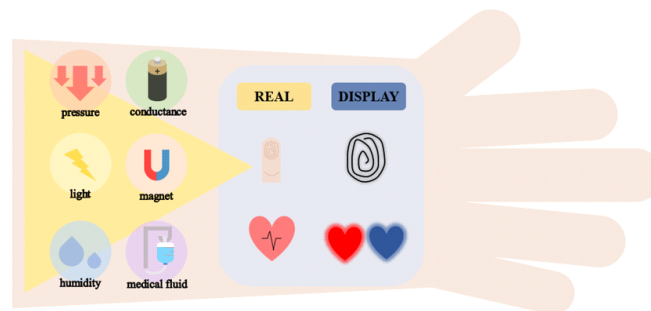 REAL DISPLAY
pressure conductance
light magnet
humidity medical fluid